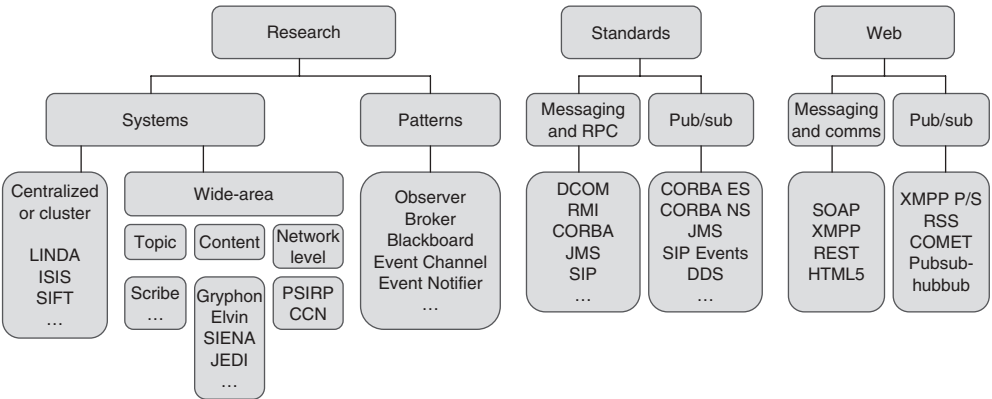 Research
Standards
Web
Systems
Patterns
Messaging
and RPC
Pub/sub
Messaging
and comms
Pub/sub
Centralized
or cluster
LINDA
ISIS
SIFT
…
Wide-area
Topic
Content
Network
level
Scribe
…
Gryphon
Elvin
SIENA
JEDI
…
PSIRP
CCN
Observer
Broker
Blackboard
Event Channel
Event Notifier
…
DCOM
RMI
CORBA
JMS
SIP
…
CORBA ES
CORBA NS
JMS
SIP Events
DDS
…
SOAP
XMPP
REST
HTML5
XMPP P/S
RSS
COMET
Pubsub-
hubbub